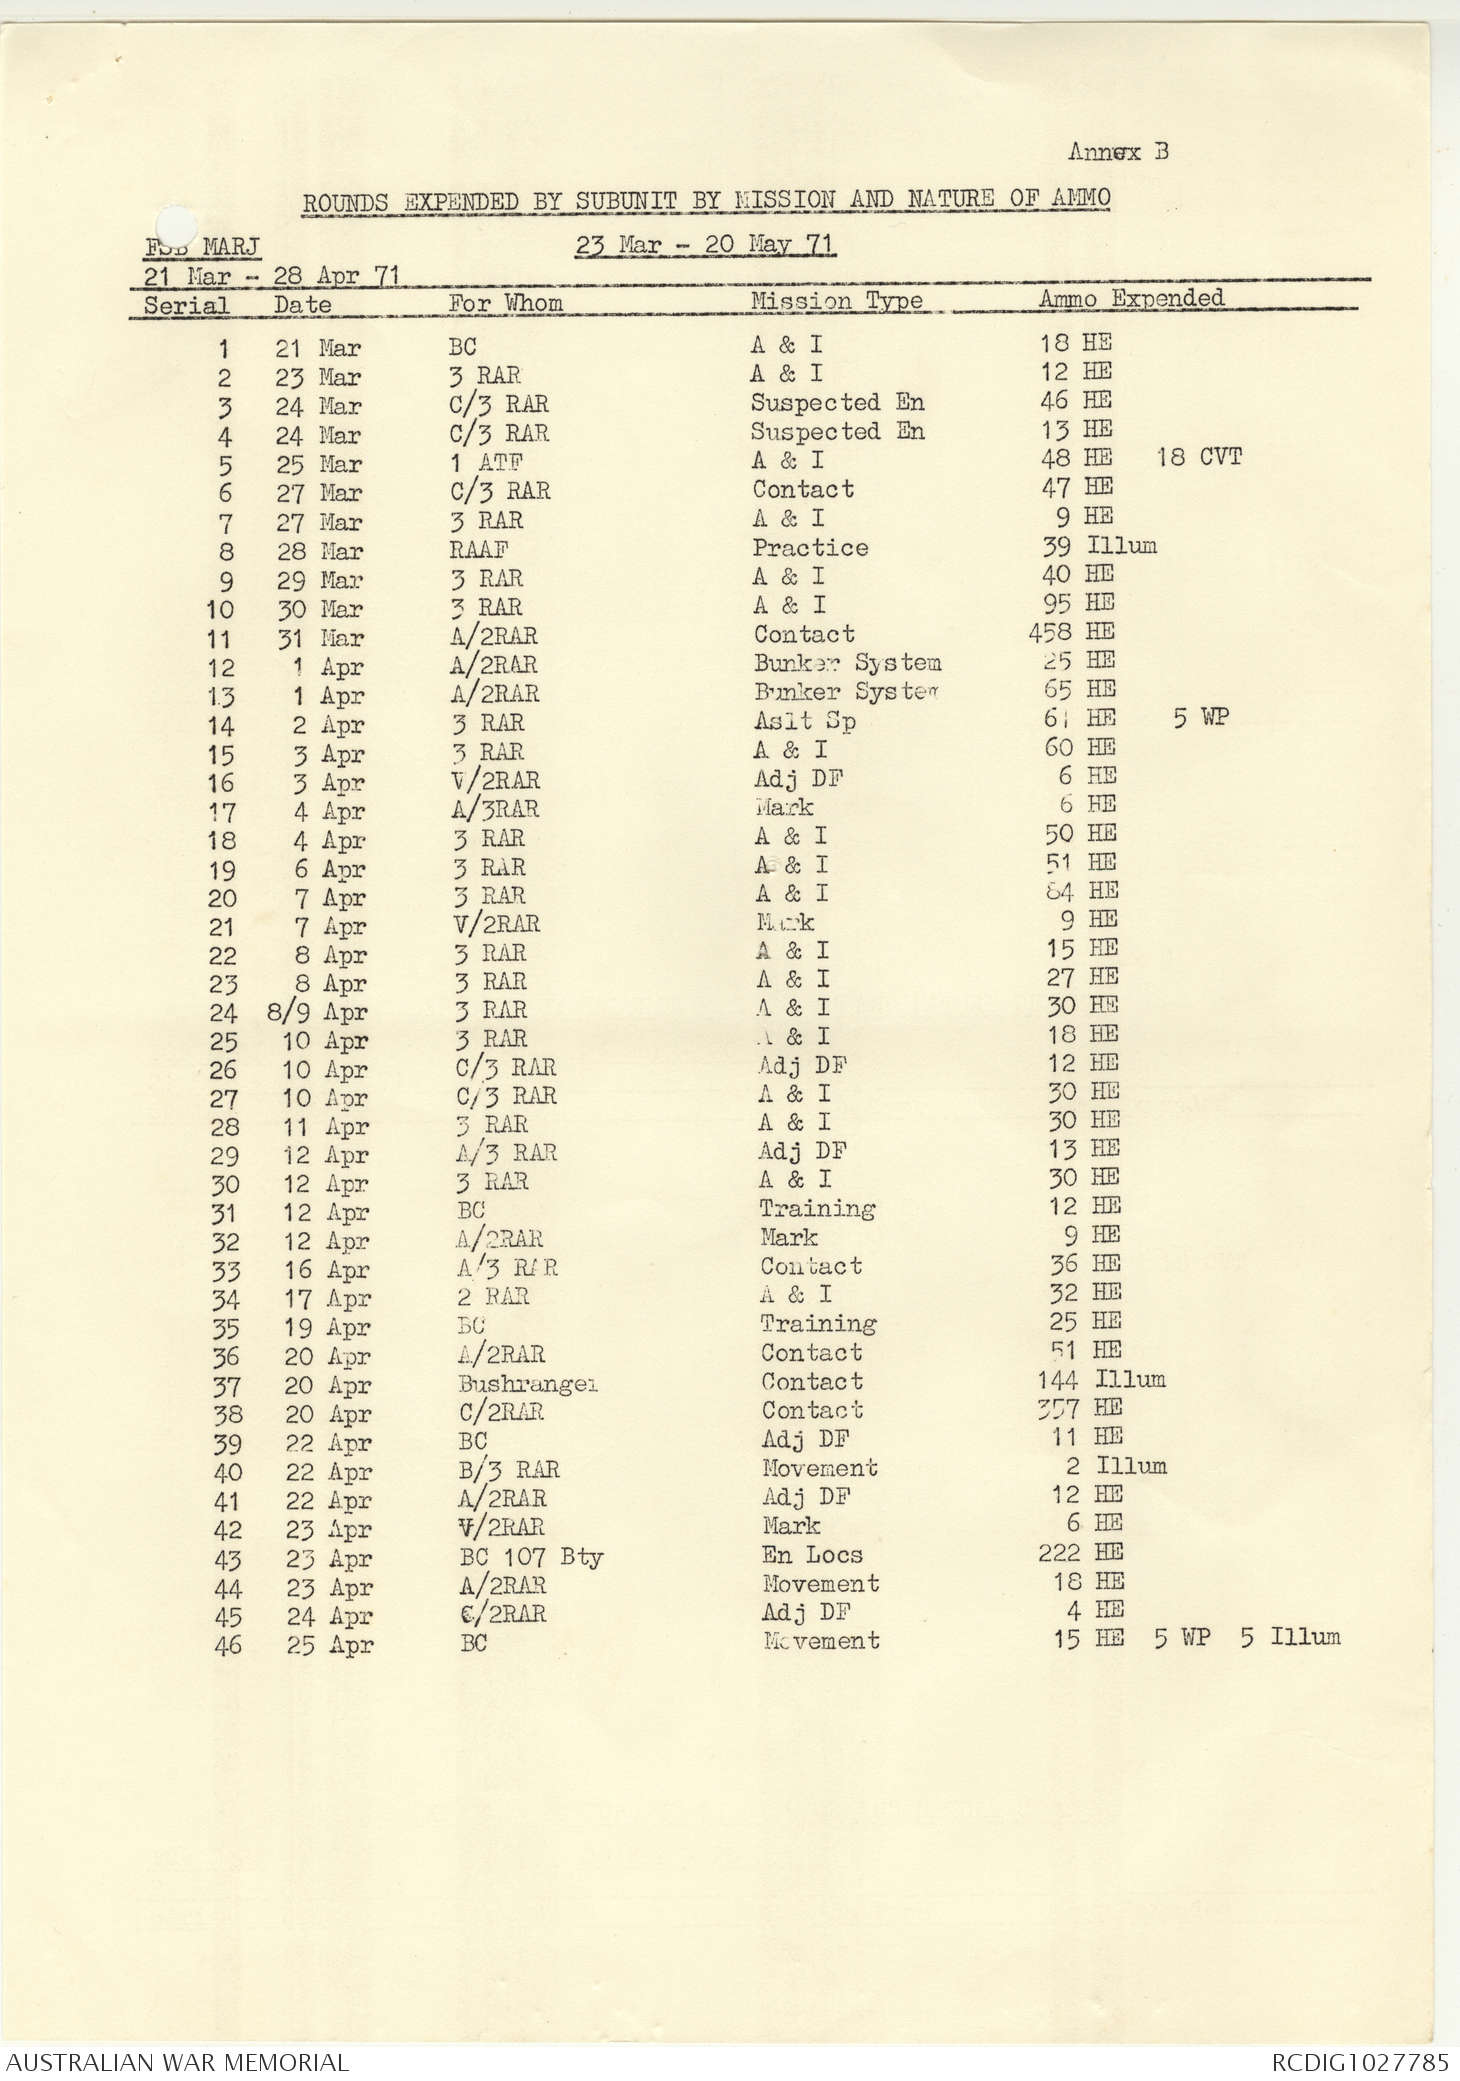 Annex B
ROUNDS EXPENDED BY SUBUNIT BY MISSION AND NATURE OF AMMO
FSB MARJ 23 Mar - 20 May 71
21 Mar - 28 Apr 71
Serial Date For Whom Mission Type Ammo Expended
1 21 Mar BC A & I 18 HE
2 23 Mar 3 RAR A & I 12 HE
3 24 Mar C/3 RAR Suspected En 46 HE
4 24 Mar C/3 RAR Suspected En 13 HE
5 25 Mar 1 ATF A & I 48 HE 18 CVT
6 27 Mar C/3 RAR Contact 47 HE
7 27 Mar 3 RAR A & I 9 HE
8 28 Mar RAAF Practice 39 Illum
9 29 Mar 3 RAR A & I 40 HE
10 30 Mar 3 RAR A & I 95 HE
11 31 Mar A/2RAR Contact 458 HE
12 1 Apr A/2RAR Bunker System 25 HE
13 1 Apr A/2RAR Bunker System 65 HE
14 2 Apr 3 RAR Aslt Sp 61 HE 5 WP
15 3 Apr 3 RAR A & I 60 HE
16 3 Apr V/2RAR Adj DF 6 HE
17 4 Apr A/3RAR Mark 6 HE
18 4 Apr 3 RAR A & I 50 HE
19 6 Apr 3 RAR A & I 51 HE
20 7 Apr 3 RAR A & I 84 HE
21 7 Apr V/2RAR Mark 9 HE
22 8 Apr 3 RAR A & I 15 HE
23 8 Apr 3 RAR A & I 27 HE
24 8/9 Apr 3 RAR A & I 30 HE
25 10 Apr 3 RAR A & I 18 HE
26 10 Apr C/3 RAR Adj DF 12 HE
27 10 Apr C/3 RAR A & I 30 HE
28 11 Apr 3 RAR A & I 30 HE
29 12 Apr A/3 RAR Adj DF 13 HE
30 12 Apr 3 RAR A & I 30 HE
31 12 Apr BC Training 12 HE
32 12 Apr A/2RAR Mark 9 HE
33 16 Apr A/3 RAR Contact 36 HE
34 17 Apr 2 RAR A & I 32 HE
35 19 Apr BC Training 25 HE
36 20 Apr A/2RAR Contact 51 HE
37 20 Apr Bushranger Contact 144 Illum
38 20 Apr C/2RAR Contact 357 HE
39 22 Apr BC Adj DF 11 HE
40 22 Apr B/3 RAR Movement 2 Illum
41 22 Apr A/2RAR Adj DF 12 HE
42 23 Apr V/2RAR Mark 6 HE
43 23 Apr BC 107 Bty En Locs 222 HE
44 23 Apr A/2RAR Movement 18 HE
45 24 Apr C/2RAR Adj DF 4 HE
46 25 Apr BC Movement 15 HE 5 WP 5 Illum
AUSTRALIAN WAR MEMORIAL RCDIG1027785